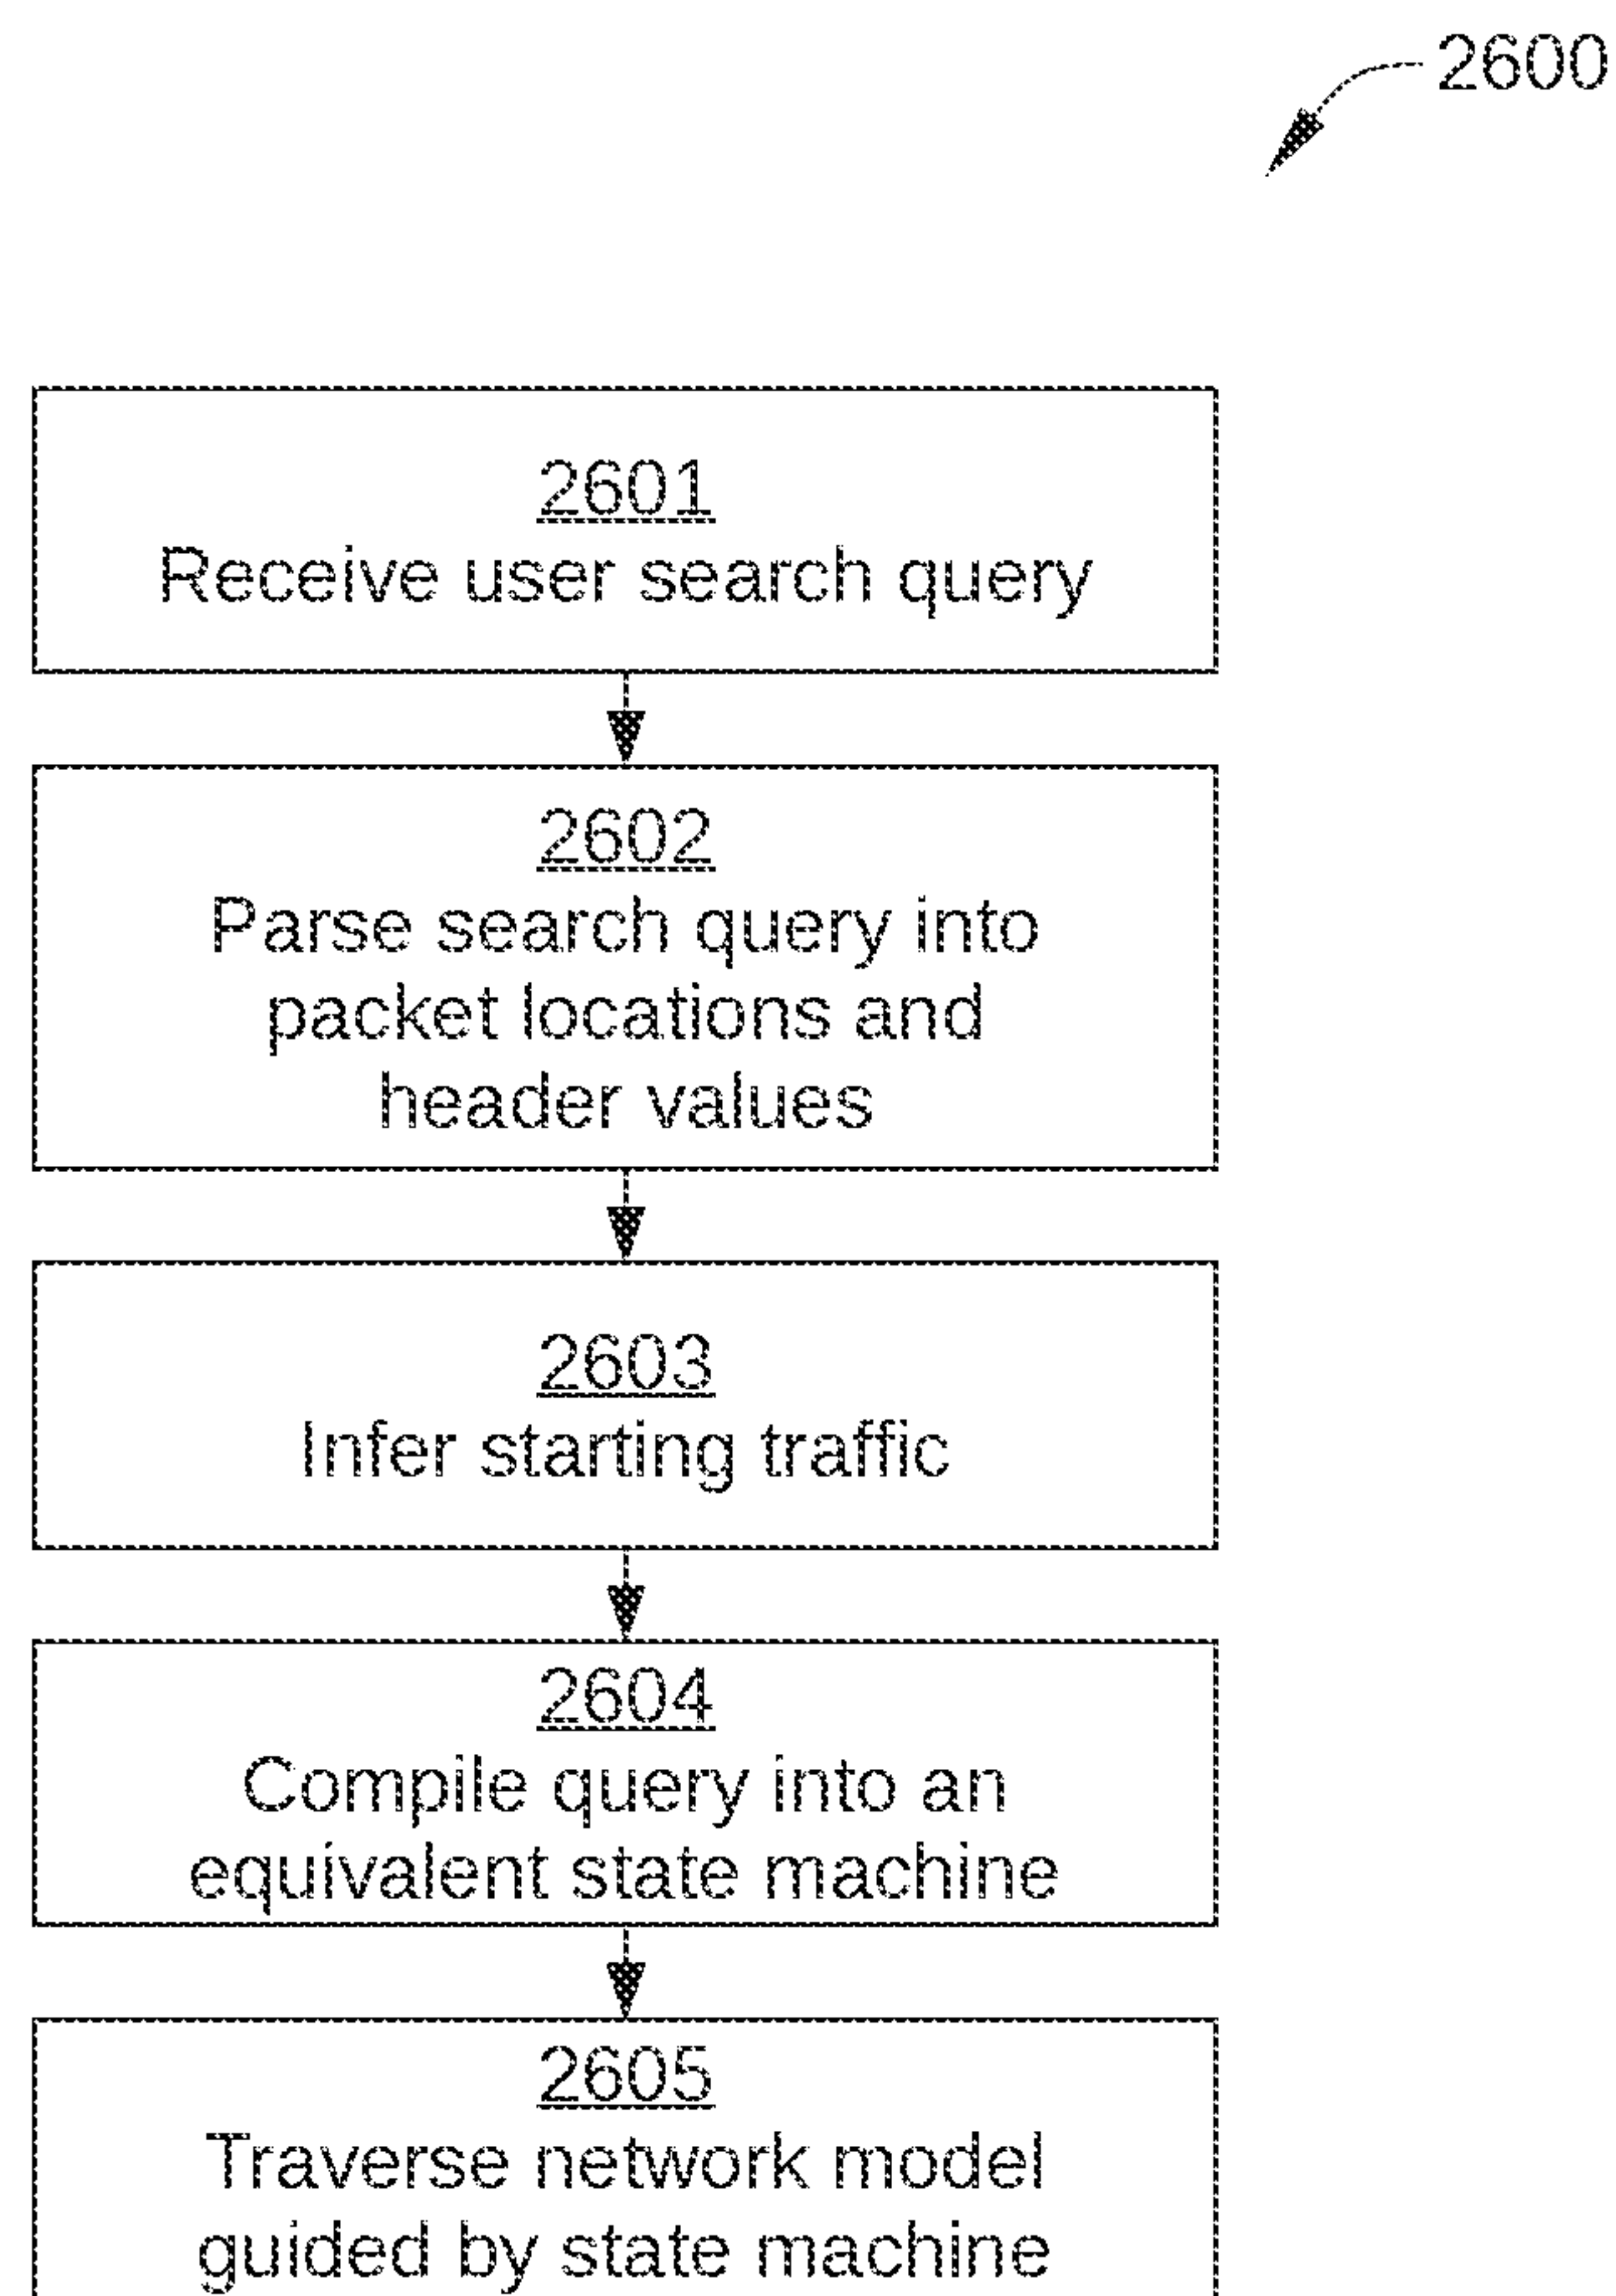 2600
2601
Receive user search query
2602
Parse search query into
packet locations and
header values
2603
Infer starting traffic
2604
Compile query into an
equivalent state machine
2605
Traverse network model
guided by state machine